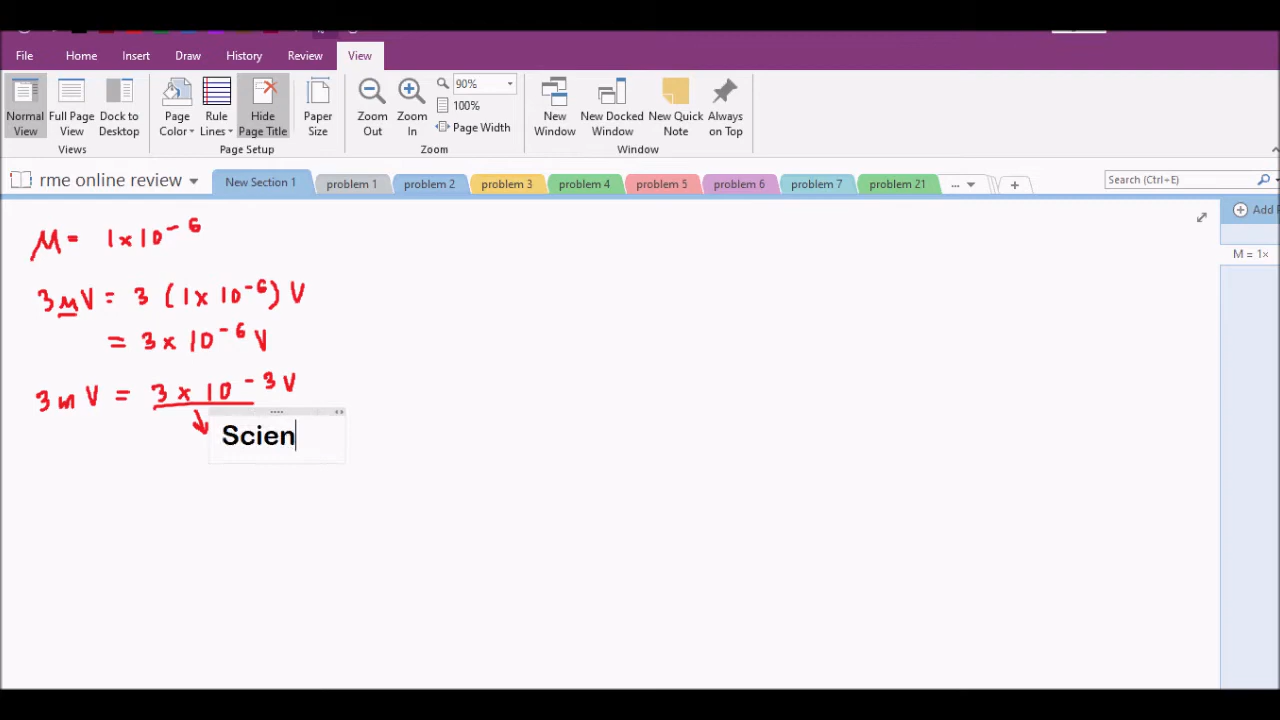 File Home Insert Draw History Review View
90%
100%
Page Width
Normal View
Full Page View
Dock to Desktop
Page Color
Rule Lines
Hide Page Title
Paper Size
Zoom Out
Zoom In
New Window
New Docked Window
New Quick Note
Always on Top
Views Page Setup Zoom Window
rme online review New Section 1 problem 1 problem 2 problem 3 problem 4 problem 5 problem 6 problem 7 problem 21 ... + Search (Ctrl+E)
Add P
M = 1×
μ = 1 x 10⁻⁶
3 μV = 3 (1 x 10⁻⁶) V
= 3 x 10⁻⁶ V
3 m V = 3 x 10⁻³ V
Scien